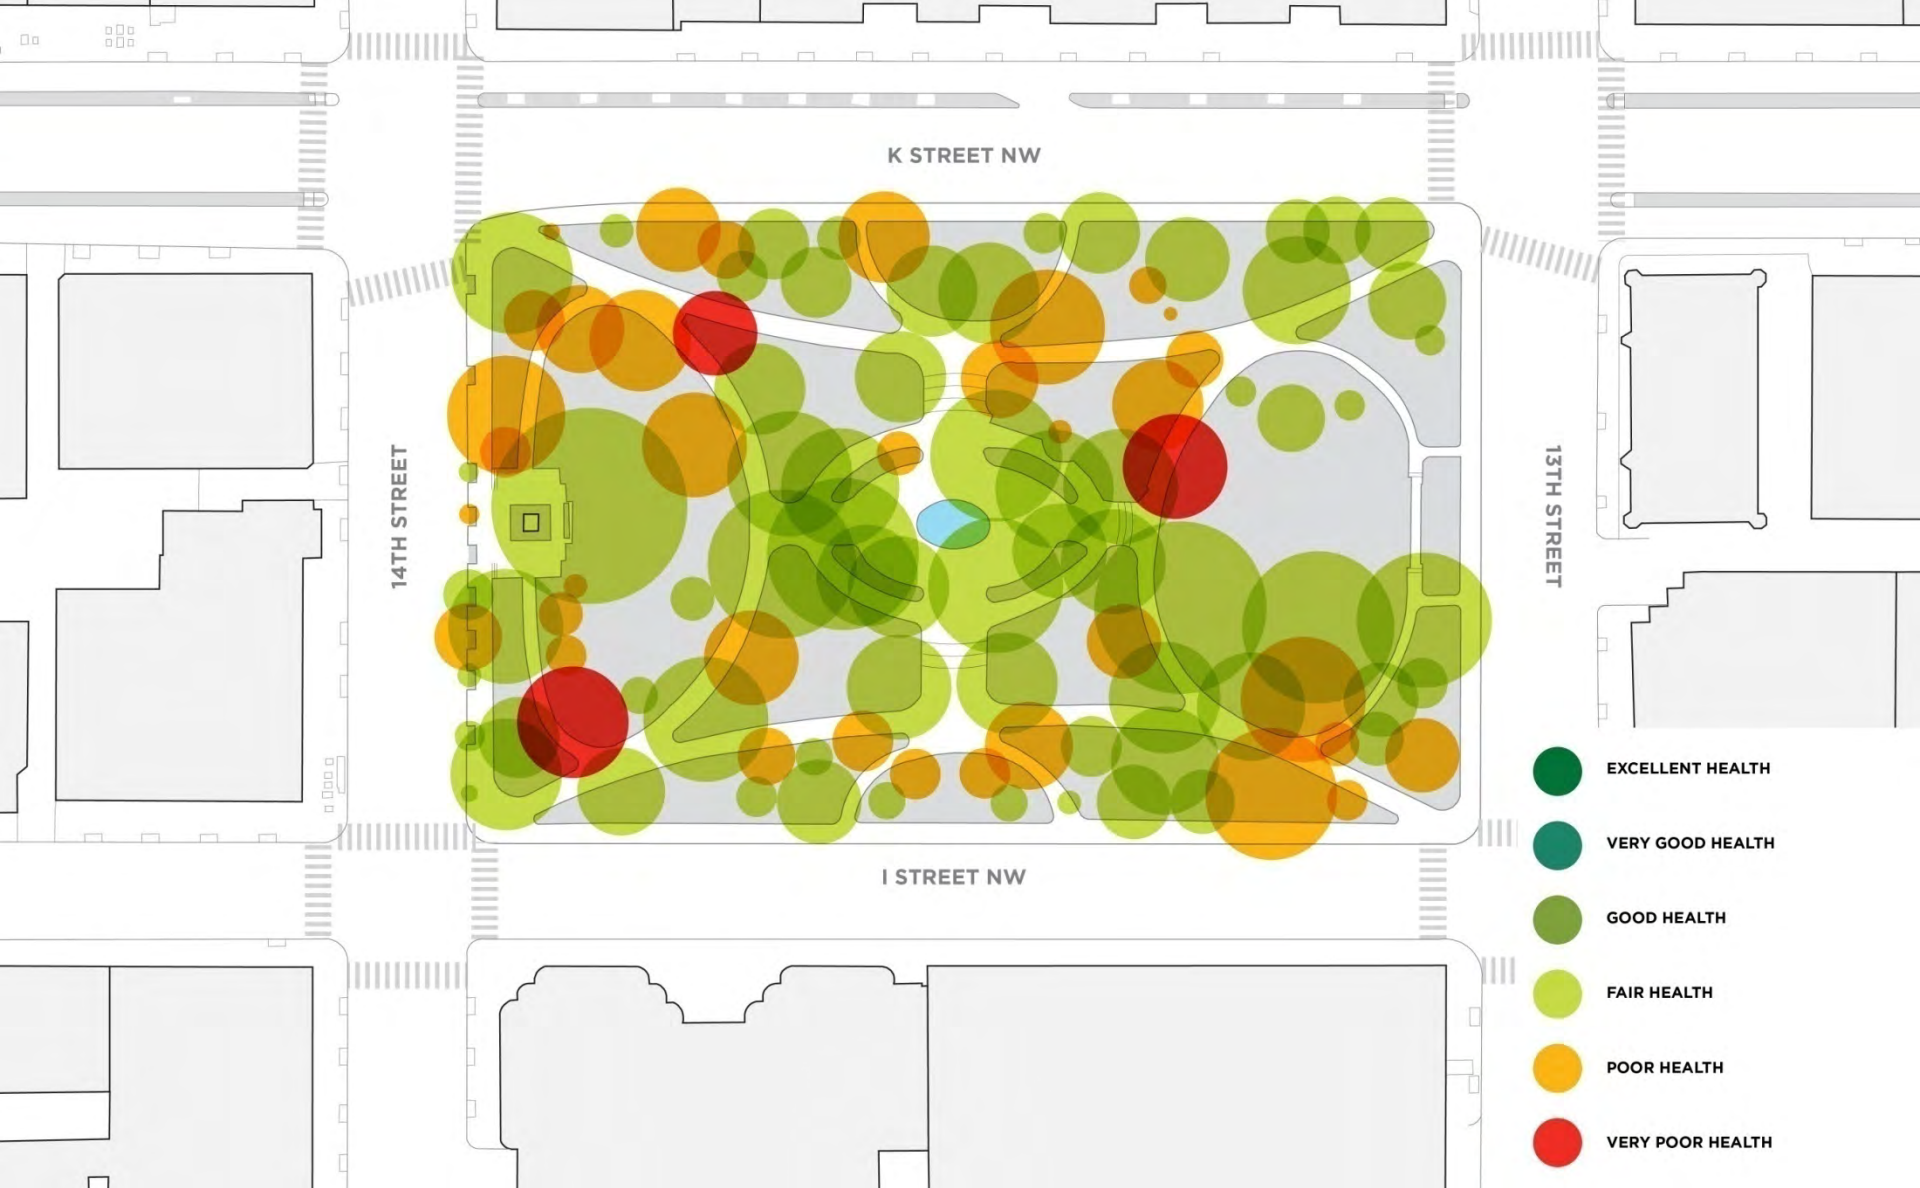 K STREET NW
14TH STREET
13TH STREET
I STREET NW
EXCELLENT HEALTH
VERY GOOD HEALTH
GOOD HEALTH
FAIR HEALTH
POOR HEALTH
VERY POOR HEALTH